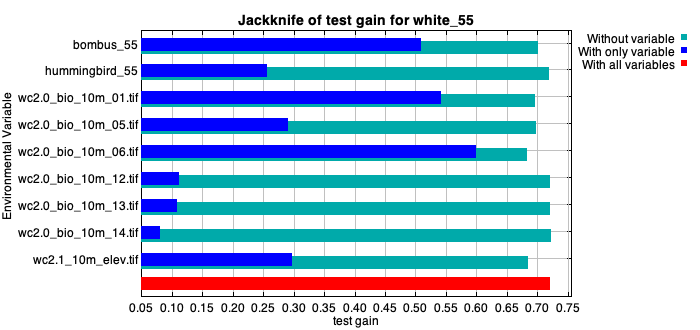 Jackknife of test gain for white_55
Without variable
With only variable
With all variables
Environmental Variable
bombus_55
hummingbird_55
wc2.0_bio_10m_01.tif
wc2.0_bio_10m_05.tif
wc2.0_bio_10m_06.tif
wc2.0_bio_10m_12.tif
wc2.0_bio_10m_13.tif
wc2.0_bio_10m_14.tif
wc2.1_10m_elev.tif
0.05 0.10 0.15 0.20 0.25 0.30 0.35 0.40 0.45 0.50 0.55 0.60 0.65 0.70 0.75
test gain